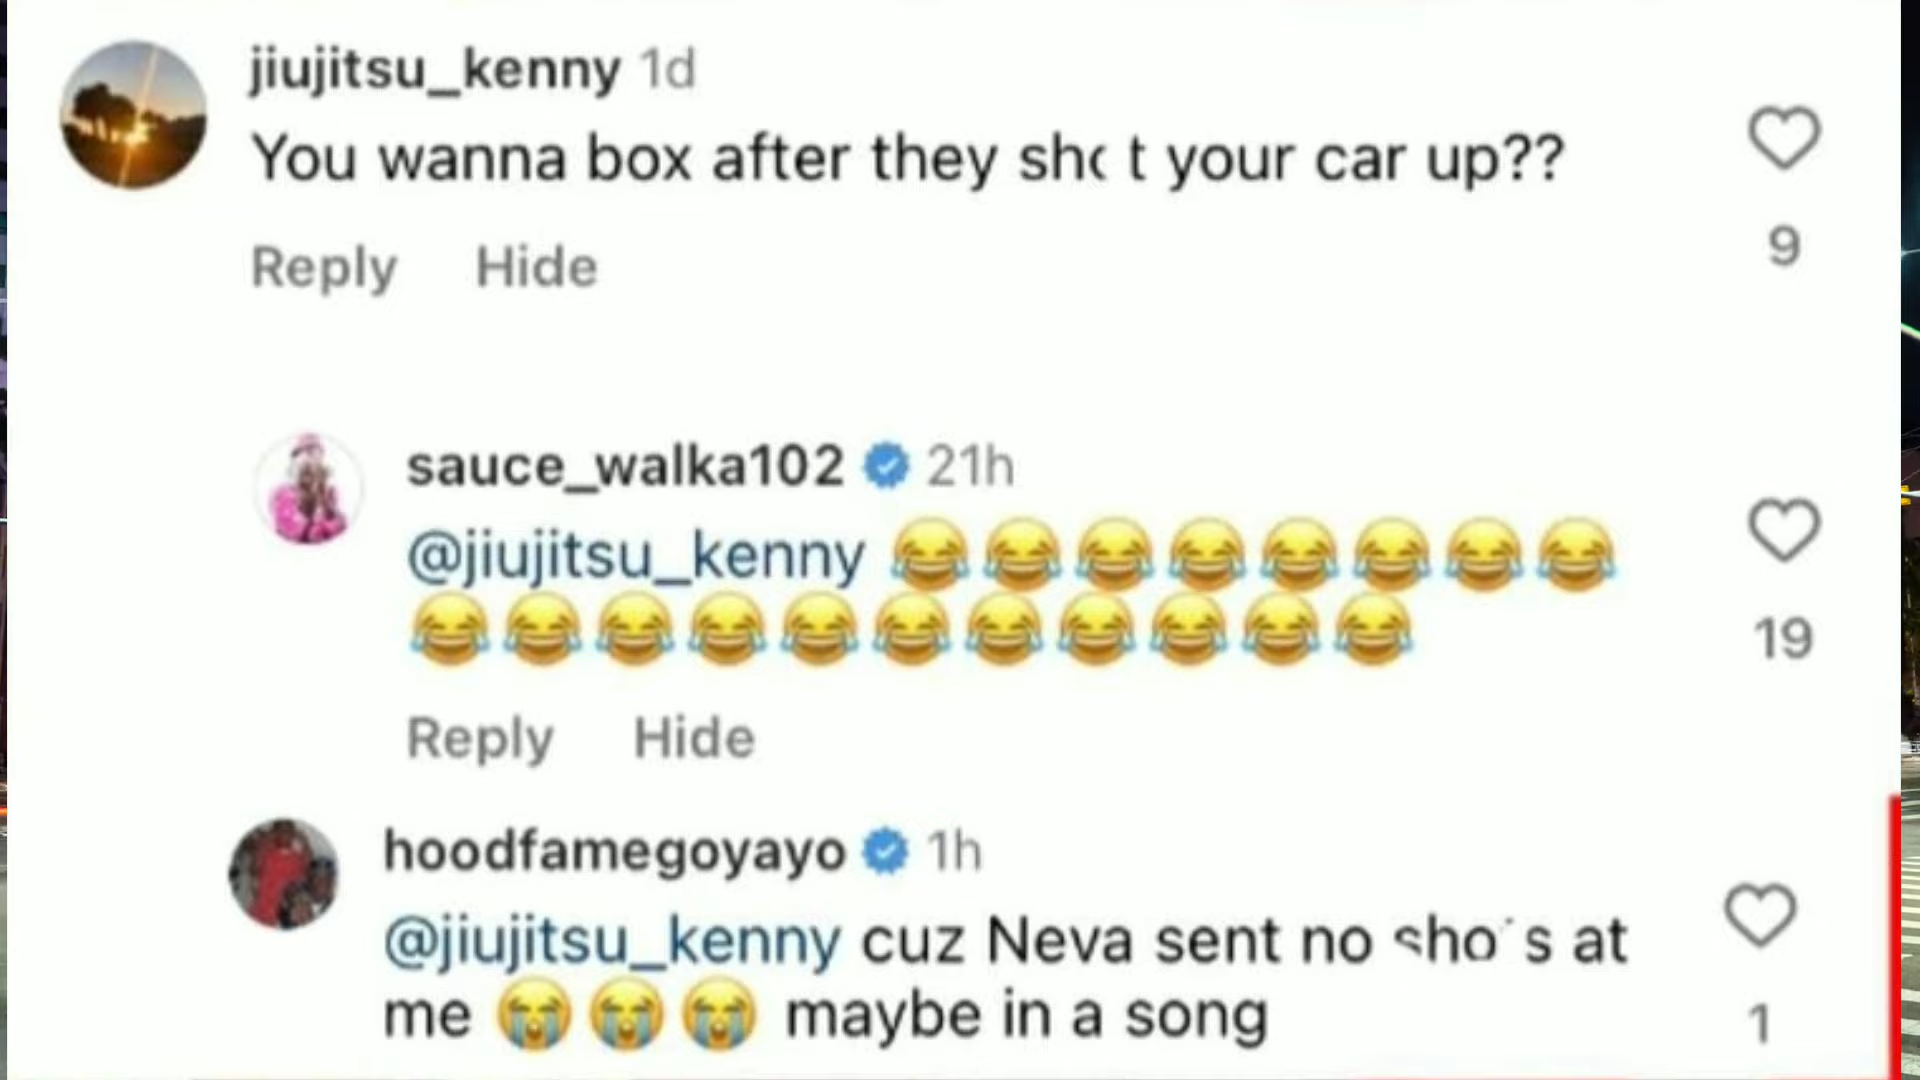 jiujitsu_kenny 1d
You wanna box after they sh t your car up??
9
Reply Hide
sauce_walka102 21h
@jiujitsu_kenny 😂😂😂😂😂😂😂😂
😂😂😂😂😂😂😂😂😂😂😂
19
Reply Hide
hoodfamegoyayo 1h
@jiujitsu_kenny cuz Neva sent no sho s at
me 😭😭😭 maybe in a song
1